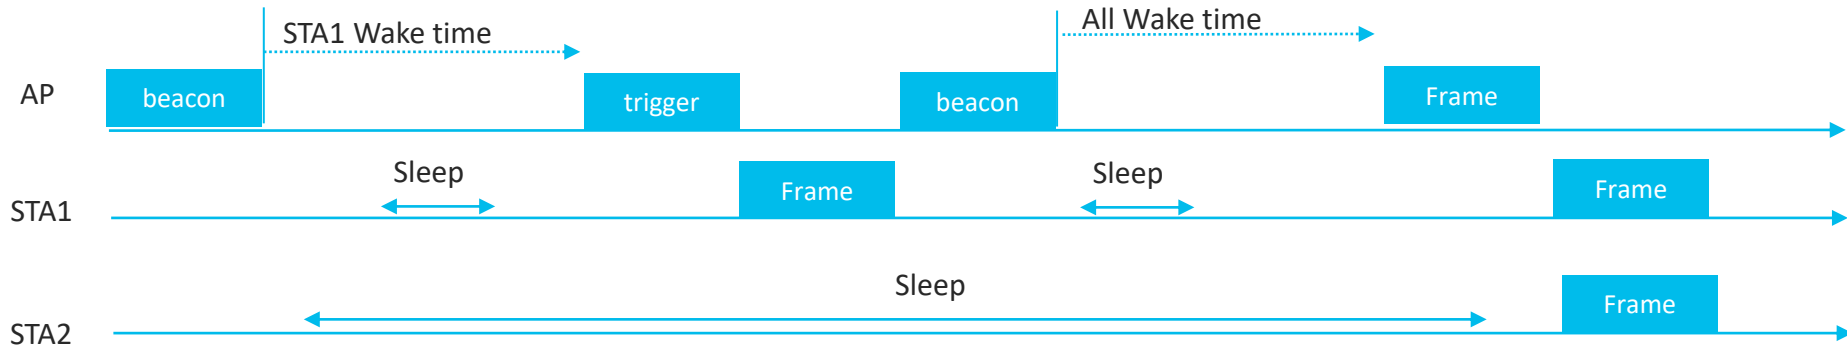 STA1 Wake time
All Wake time
AP
beacon
trigger
beacon
Frame
Sleep
Sleep
STA1
Frame
Frame
Sleep
STA2
Frame